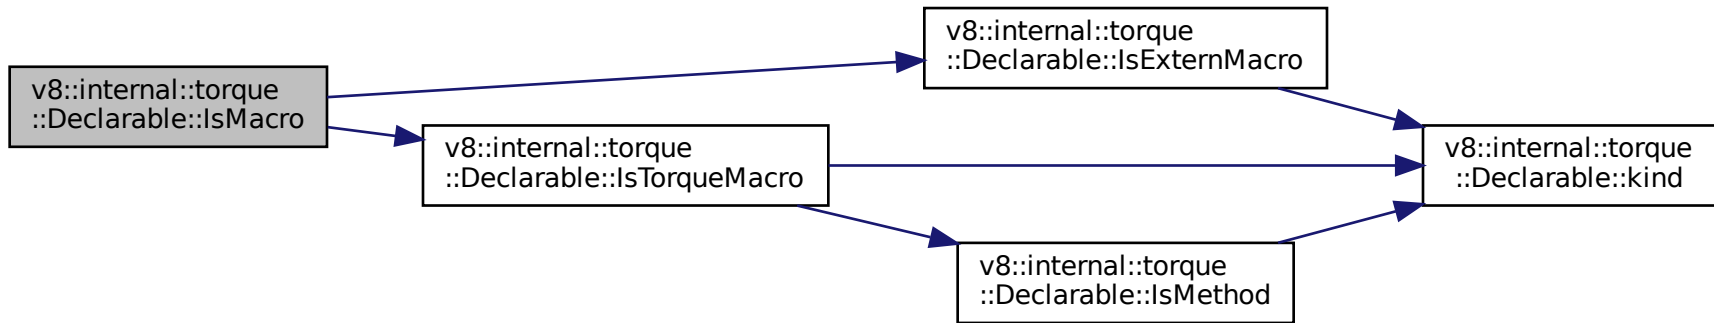 v8::internal::torque
::Declarable::IsMacro
v8::internal::torque
::Declarable::IsExternMacro
v8::internal::torque
::Declarable::IsTorqueMacro
v8::internal::torque
::Declarable::kind
v8::internal::torque
::Declarable::IsMethod